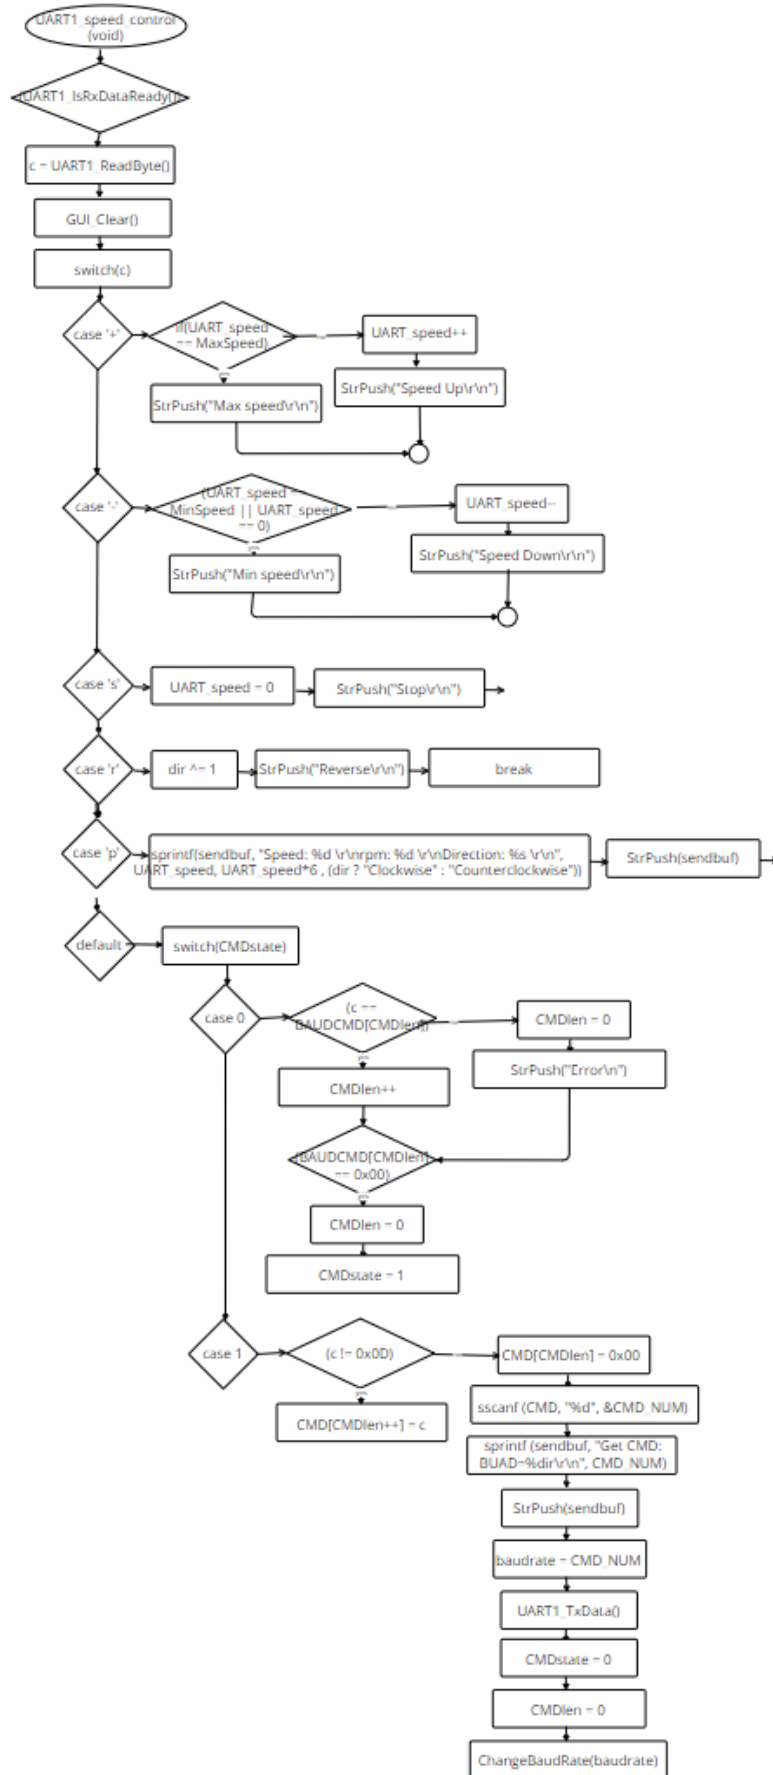 UART1_speed_control
(void)
(UART1_IsRxDataReady())
c = UART1_ReadByte()
GUI_Clear()
switch(c)
case '+'
if(UART_speed
== MaxSpeed)
UART_speed++
StrPush("Max speed\r\n")
StrPush("Speed Up\r\n")
case '-'
(UART_speed ==
MinSpeed || UART_speed
== 0)
UART_speed--
StrPush("Min speed\r\n")
StrPush("Speed Down\r\n")
case 's'
UART_speed = 0
StrPush("Stop\r\n")
case 'r'
dir ^= 1
StrPush("Reverse\r\n")
break
case 'p'
sprintf(sendbuf, "Speed: %d \r\nrpm: %d \r\nDirection: %s \r\n",
UART_speed, UART_speed*6 , (dir ? "Clockwise" : "Counterclockwise"))
StrPush(sendbuf)
default
switch(CMDstate)
case 0
(c ==
BAUDCMD[CMDlen])
CMDlen = 0
StrPush("Error\n")
CMDlen++
(BAUDCMD[CMDlen]
== 0x00)
CMDlen = 0
CMDstate = 1
case 1
(c != 0x0D)
CMD[CMDlen] = 0x00
CMD[CMDlen++] = c
sscanf (CMD, "%d", &CMD_NUM)
sprintf (sendbuf, "Get CMD:
BUAD=%dir\r\n", CMD_NUM)
StrPush(sendbuf)
baudrate = CMD_NUM
UART1_TxData()
CMDstate = 0
CMDlen = 0
ChangeBaudRate(baudrate)